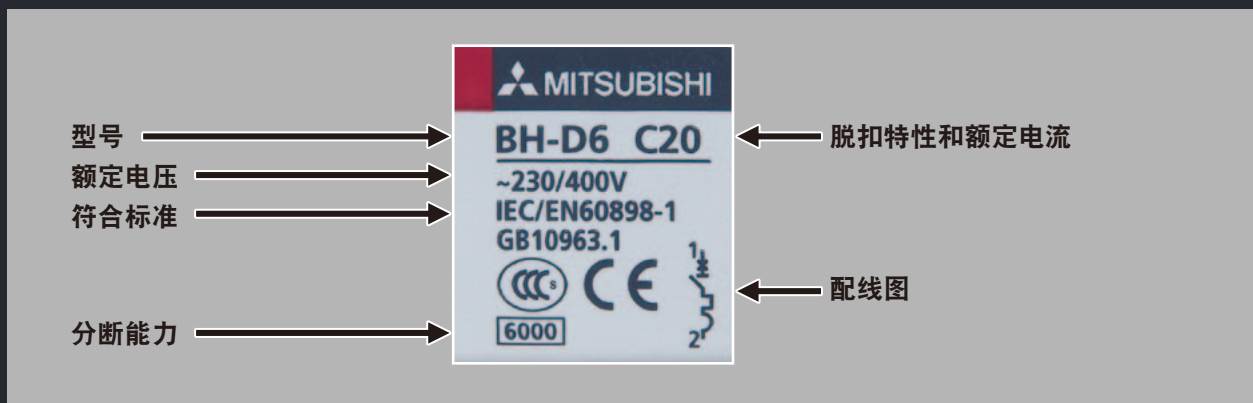 MITSUBISHI
型号
BH-D6 C20
脱扣特性和额定电流
额定电压
~230/400V
符合标准
IEC/EN60898-1
GB10963.1
CCC S
CE
1
配线图
分断能力
6000
2